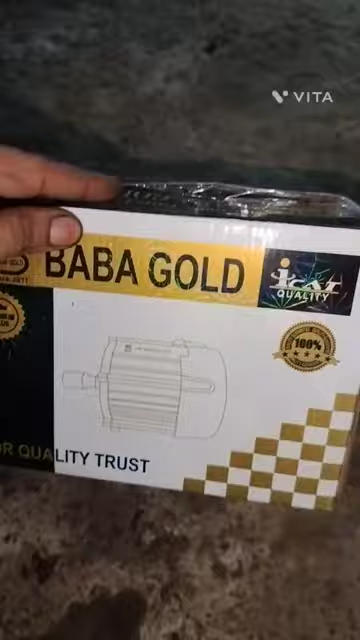 VITA
BABA GOLD
QUALITY
100%
OR QUALITY TRUST